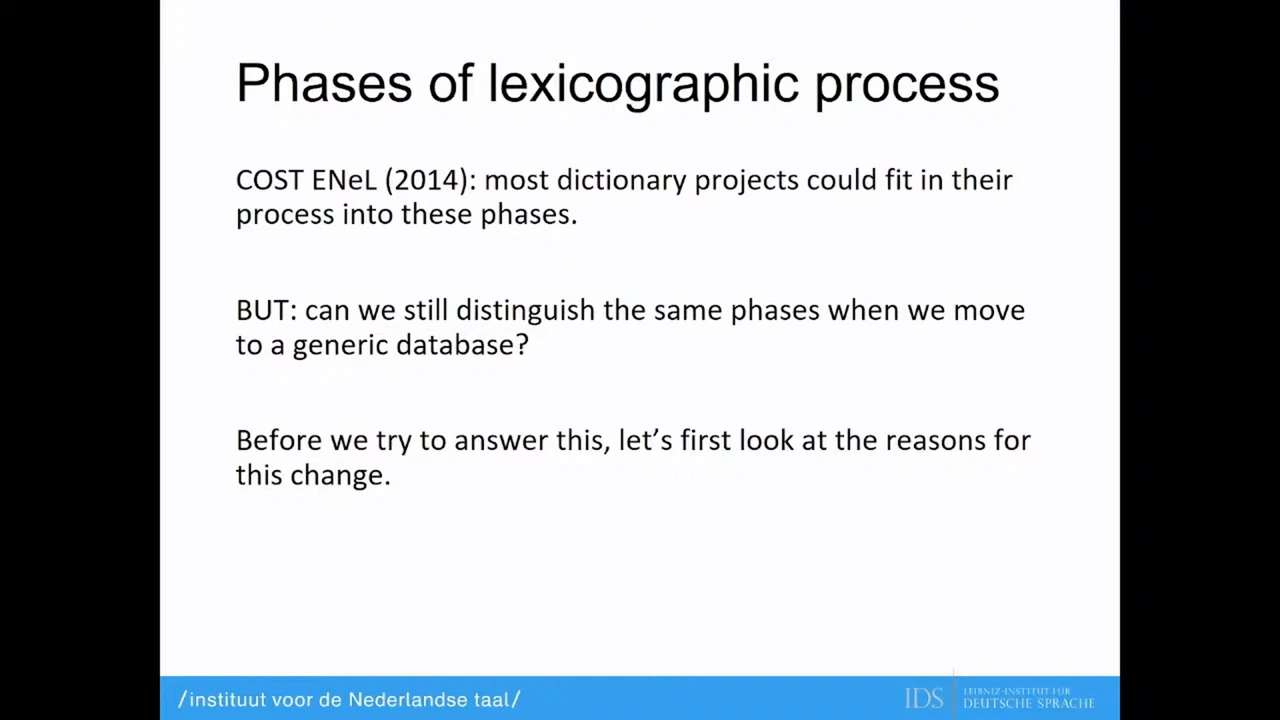 Phases of lexicographic process
COST ENeL (2014): most dictionary projects could fit in their
process into these phases.
BUT: can we still distinguish the same phases when we move
to a generic database?
Before we try to answer this, let’s first look at the reasons for
this change.
/instituut voor de Nederlandse taal/
IDS
LEIBNIZ-INSTITUT FÜR
DEUTSCHE SPRACHE